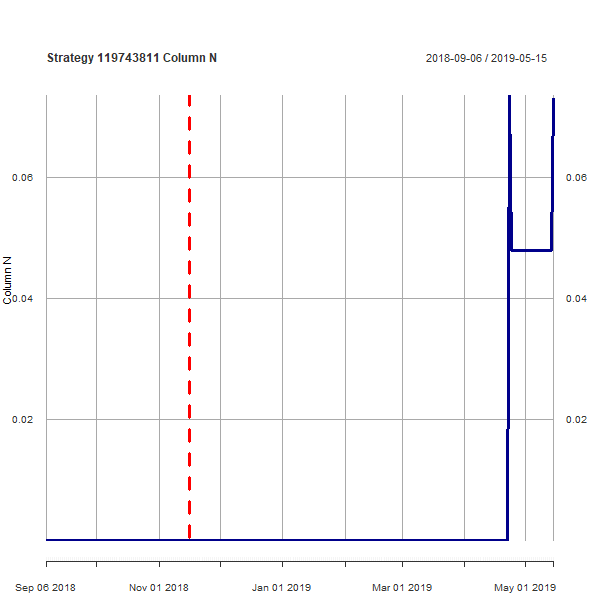 Strategy 119743811 Column N
2018-09-06 / 2019-05-15
0.06
0.06
Column N
0.04
0.04
0.02
0.02
Sep 06 2018
Nov 01 2018
Jan 01 2019
Mar 01 2019
May 01 2019